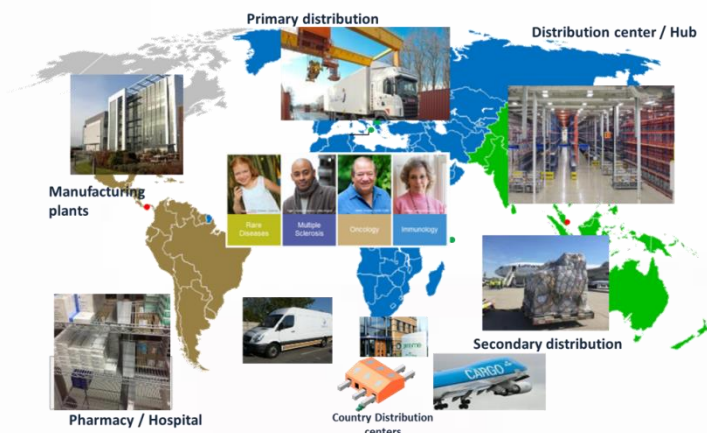 Primary distribution
Distribution center / Hub
Manufacturing
plants
Rare
Diseases
Multiple
Sclerosis
Oncology
Immunology
Secondary distribution
CARGO
Country Distribution
centers
Pharmacy / Hospital